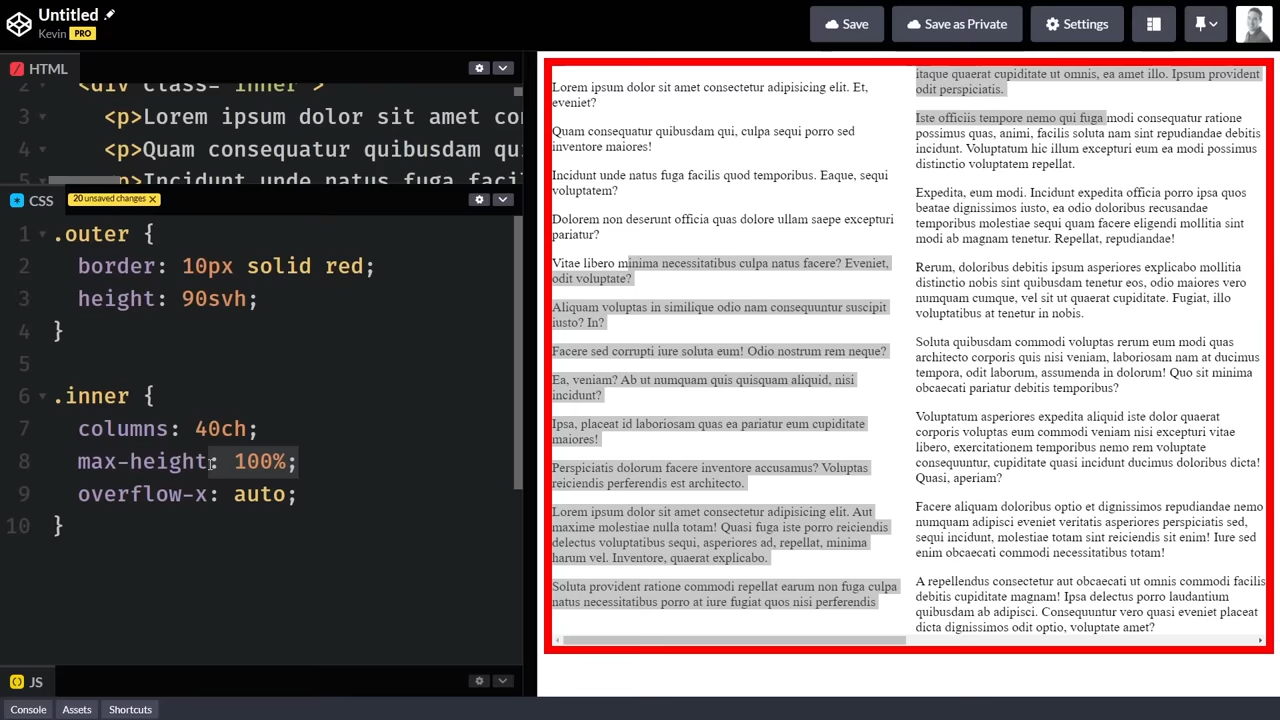 Untitled
Kevin PRO
Save
Save as Private
Settings
HTML
2 <div class="inner">
3 <p>Lorem ipsum dolor sit amet cons
4 <p>Quam consequatur quibusdam qui
5 <p>Incidunt unde natus fuga facil
CSS
20 unsaved changes X
1 .outer {
2 border: 10px solid red;
3 height: 90svh;
4 }
5
6 .inner {
7 columns: 40ch;
8 max-height: 100%;
9 overflow-x: auto;
10 }
JS
Console Assets Shortcuts
Lorem ipsum dolor sit amet consectetur adipisicing elit. Et,
eveniet?
Quam consequatur quibusdam qui, culpa sequi porro sed
inventore maiores!
Incidunt unde natus fuga facilis quod temporibus. Eaque, sequi
voluptatem?
Dolorem non deserunt officia quas dolore ullam saepe excepturi
pariatur?
Vitae libero minima necessitatibus culpa natus facere? Eveniet,
odit voluptate?
Aliquam voluptas in similique odio nam consequuntur suscipit
iusto? In?
Facere sed corrupti iure soluta eum! Odio nostrum rem neque?
Ea, veniam? Ab ut numquam quis quisquam aliquid, nisi
incidunt?
Ipsa, placeat id laboriosam quas ea pariatur eum cupiditate
maiores!
Perspiciatis dolorum facere inventore accusamus? Voluptas
reiciendis perferendis est architecto.
Lorem ipsum dolor sit amet consectetur adipisicing elit. Aut
maxime molestiae nulla totam! Quasi fuga iste porro reiciendis
delectus voluptatibus sequi, asperiores ad, repellat, minima
harum vel. Inventore, quaerat explicabo.
Soluta provident ratione commodi repellat earum non fuga culpa
natus necessitatibus porro at iure fugiat quos nisi perferendis
itaque quaerat cupiditate ut omnis, ea amet illo. Ipsum provident
odit perspiciatis.
Iste officiis tempore nemo qui fuga modi consequatur ratione
possimus quas, animi, facilis soluta nam sint repudiandae debitis
incidunt. Voluptatum hic illum excepturi eum ea modi possimus
distinctio voluptatem repellat.
Expedita, eum modi. Incidunt expedita officia porro ipsa quos
beatae dignissimos iusto, ea odio doloribus recusandae
temporibus molestiae sequi quam facere eligendi mollitia sint
modi ab magnam tenetur. Repellat, repudiandae!
Rerum, doloribus debitis ipsum asperiores explicabo mollitia
distinctio nobis sint quibusdam tenetur eos, odio maiores vero
numquam cumque, vel sit ut quaerat cupiditate. Fugiat, illo
voluptatibus at tenetur in nobis.
Soluta quibusdam commodi voluptas rerum eum modi quas
architecto corporis quis nisi veniam, laboriosam nam at ducimus
tempora, odit laborum, assumenda in dolorum! Quo sit minima
obcaecati pariatur debitis temporibus?
Voluptatum asperiores expedita aliquid iste dolor quaerat
corporis voluptas eum commodi veniam nisi excepturi vitae
libero, exercitationem temporibus nemo rem voluptates
consequuntur, cupiditate quasi incidunt ducimus doloribus dicta!
Quasi, aperiam?
Facere aliquam doloribus optio et dignissimos repudiandae nemo
numquam adipisci eveniet veritatis asperiores perspiciatis sed,
sequi incidunt, molestiae totam sint reiciendis sit enim! Iure sed
enim obcaecati commodi necessitatibus totam!
A repellendus consectetur aut obcaecati ut omnis commodi facilis
debitis cupiditate magnam! Ipsa delectus porro laudantium
quibusdam ab adipisci. Consequuntur vero quasi eveniet placeat
dicta dignissimos odit optio, voluptate amet?